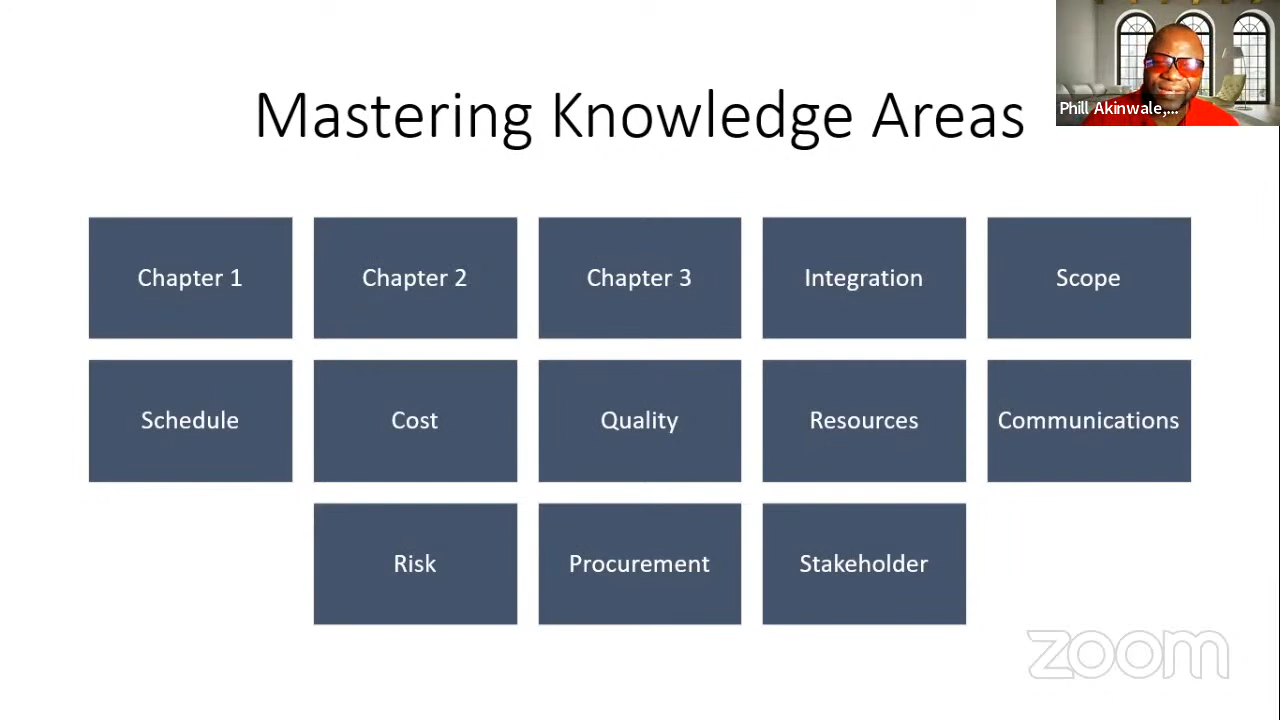 Mastering Knowledge Areas
Phill Akinwale,...
Chapter 1
Chapter 2
Chapter 3
Integration
Scope
Schedule
Cost
Quality
Resources
Communications
Risk
Procurement
Stakeholder
zoom